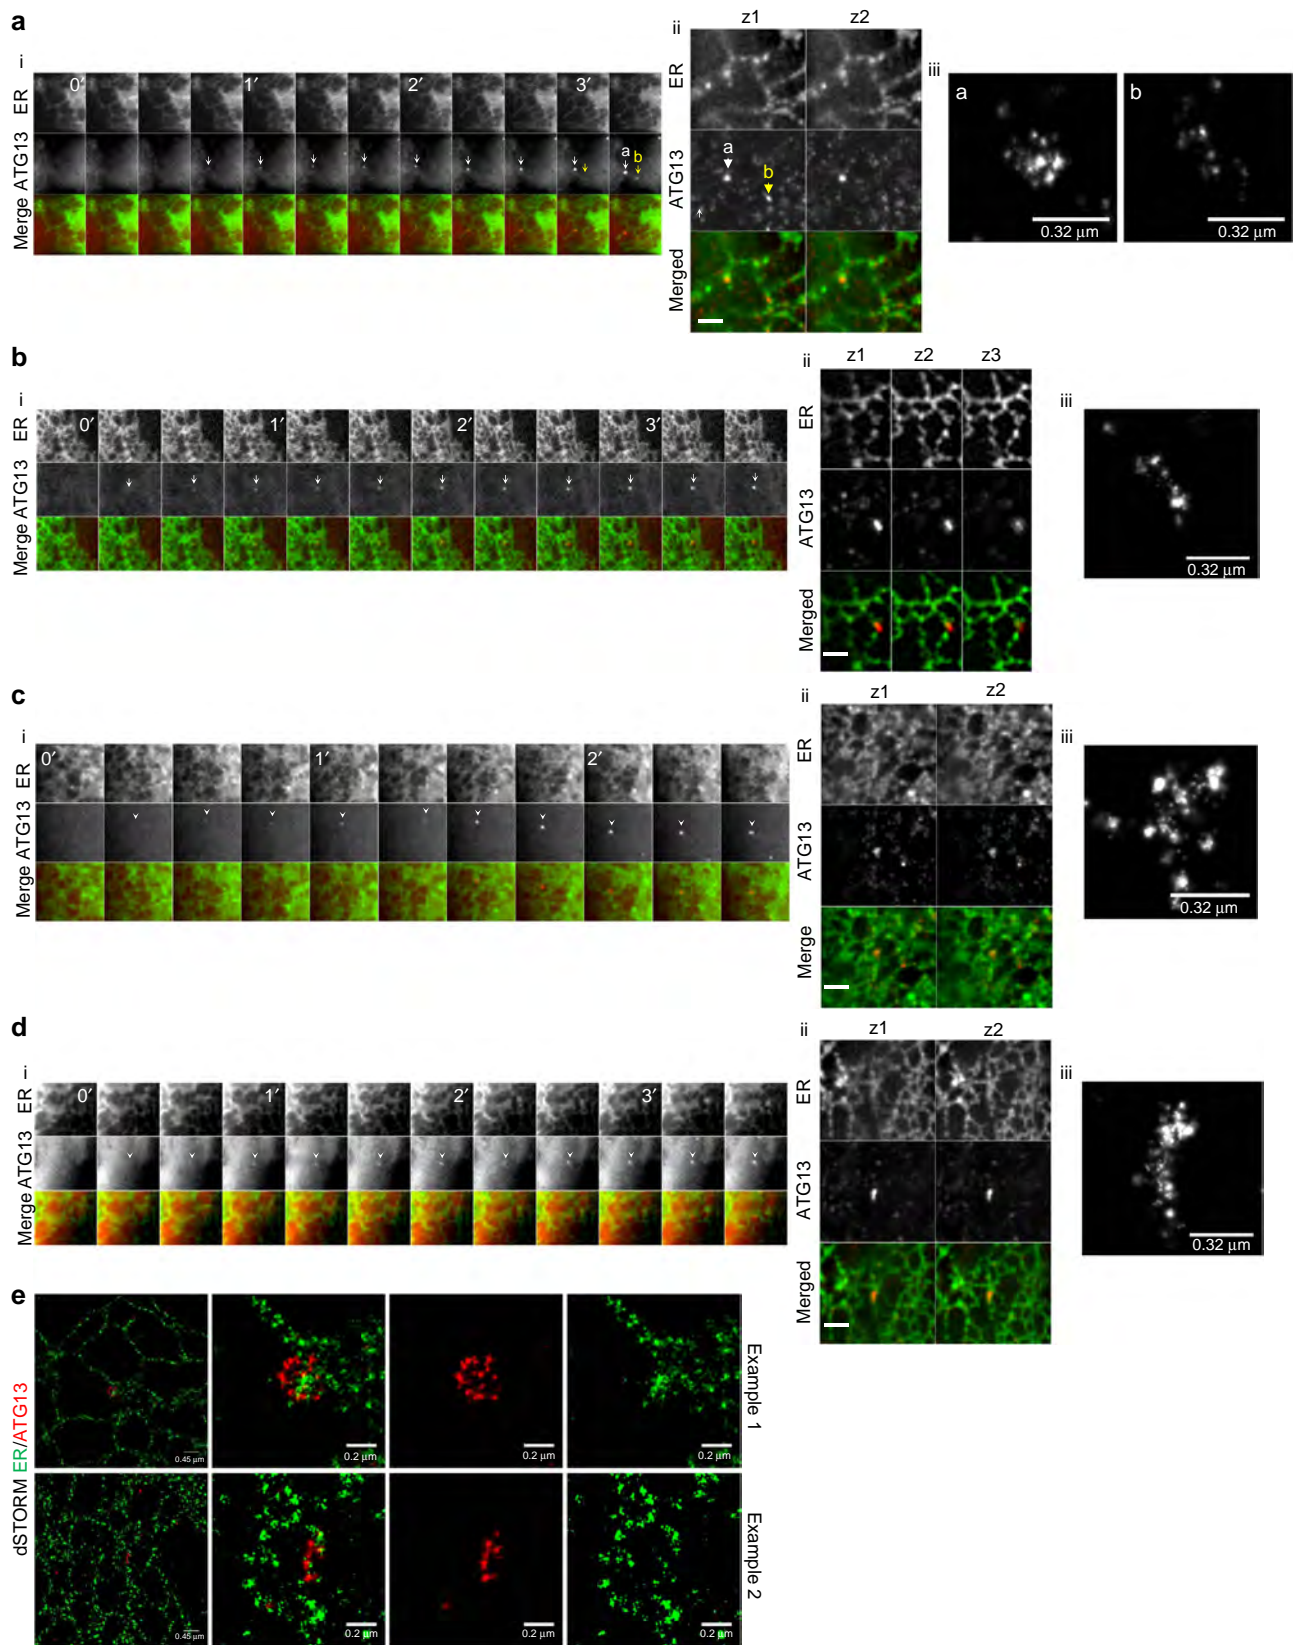 a
i
ER
ATG13
Merge
0′
1′
2′
3′
a
b
ii
z1
z2
ER
ATG13
Merged
a
b
iii
a
0.32 μm
b
0.32 μm
b
i
ER
ATG13
Merge
0′
1′
2′
3′
ii
z1
z2
z3
ER
ATG13
Merged
iii
0.32 μm
c
i
ER
ATG13
Merge
0′
1′
2′
ii
z1
z2
ER
ATG13
Merge
iii
0.32 μm
d
i
ER
ATG13
Merge
0′
1′
2′
3′
ii
z1
z2
ER
ATG13
Merged
iii
0.32 μm
e
dSTORM ER/ATG13
0.45 μm
0.2 μm
0.2 μm
0.2 μm
Example 1
0.45 μm
0.2 μm
0.2 μm
0.2 μm
Example 2